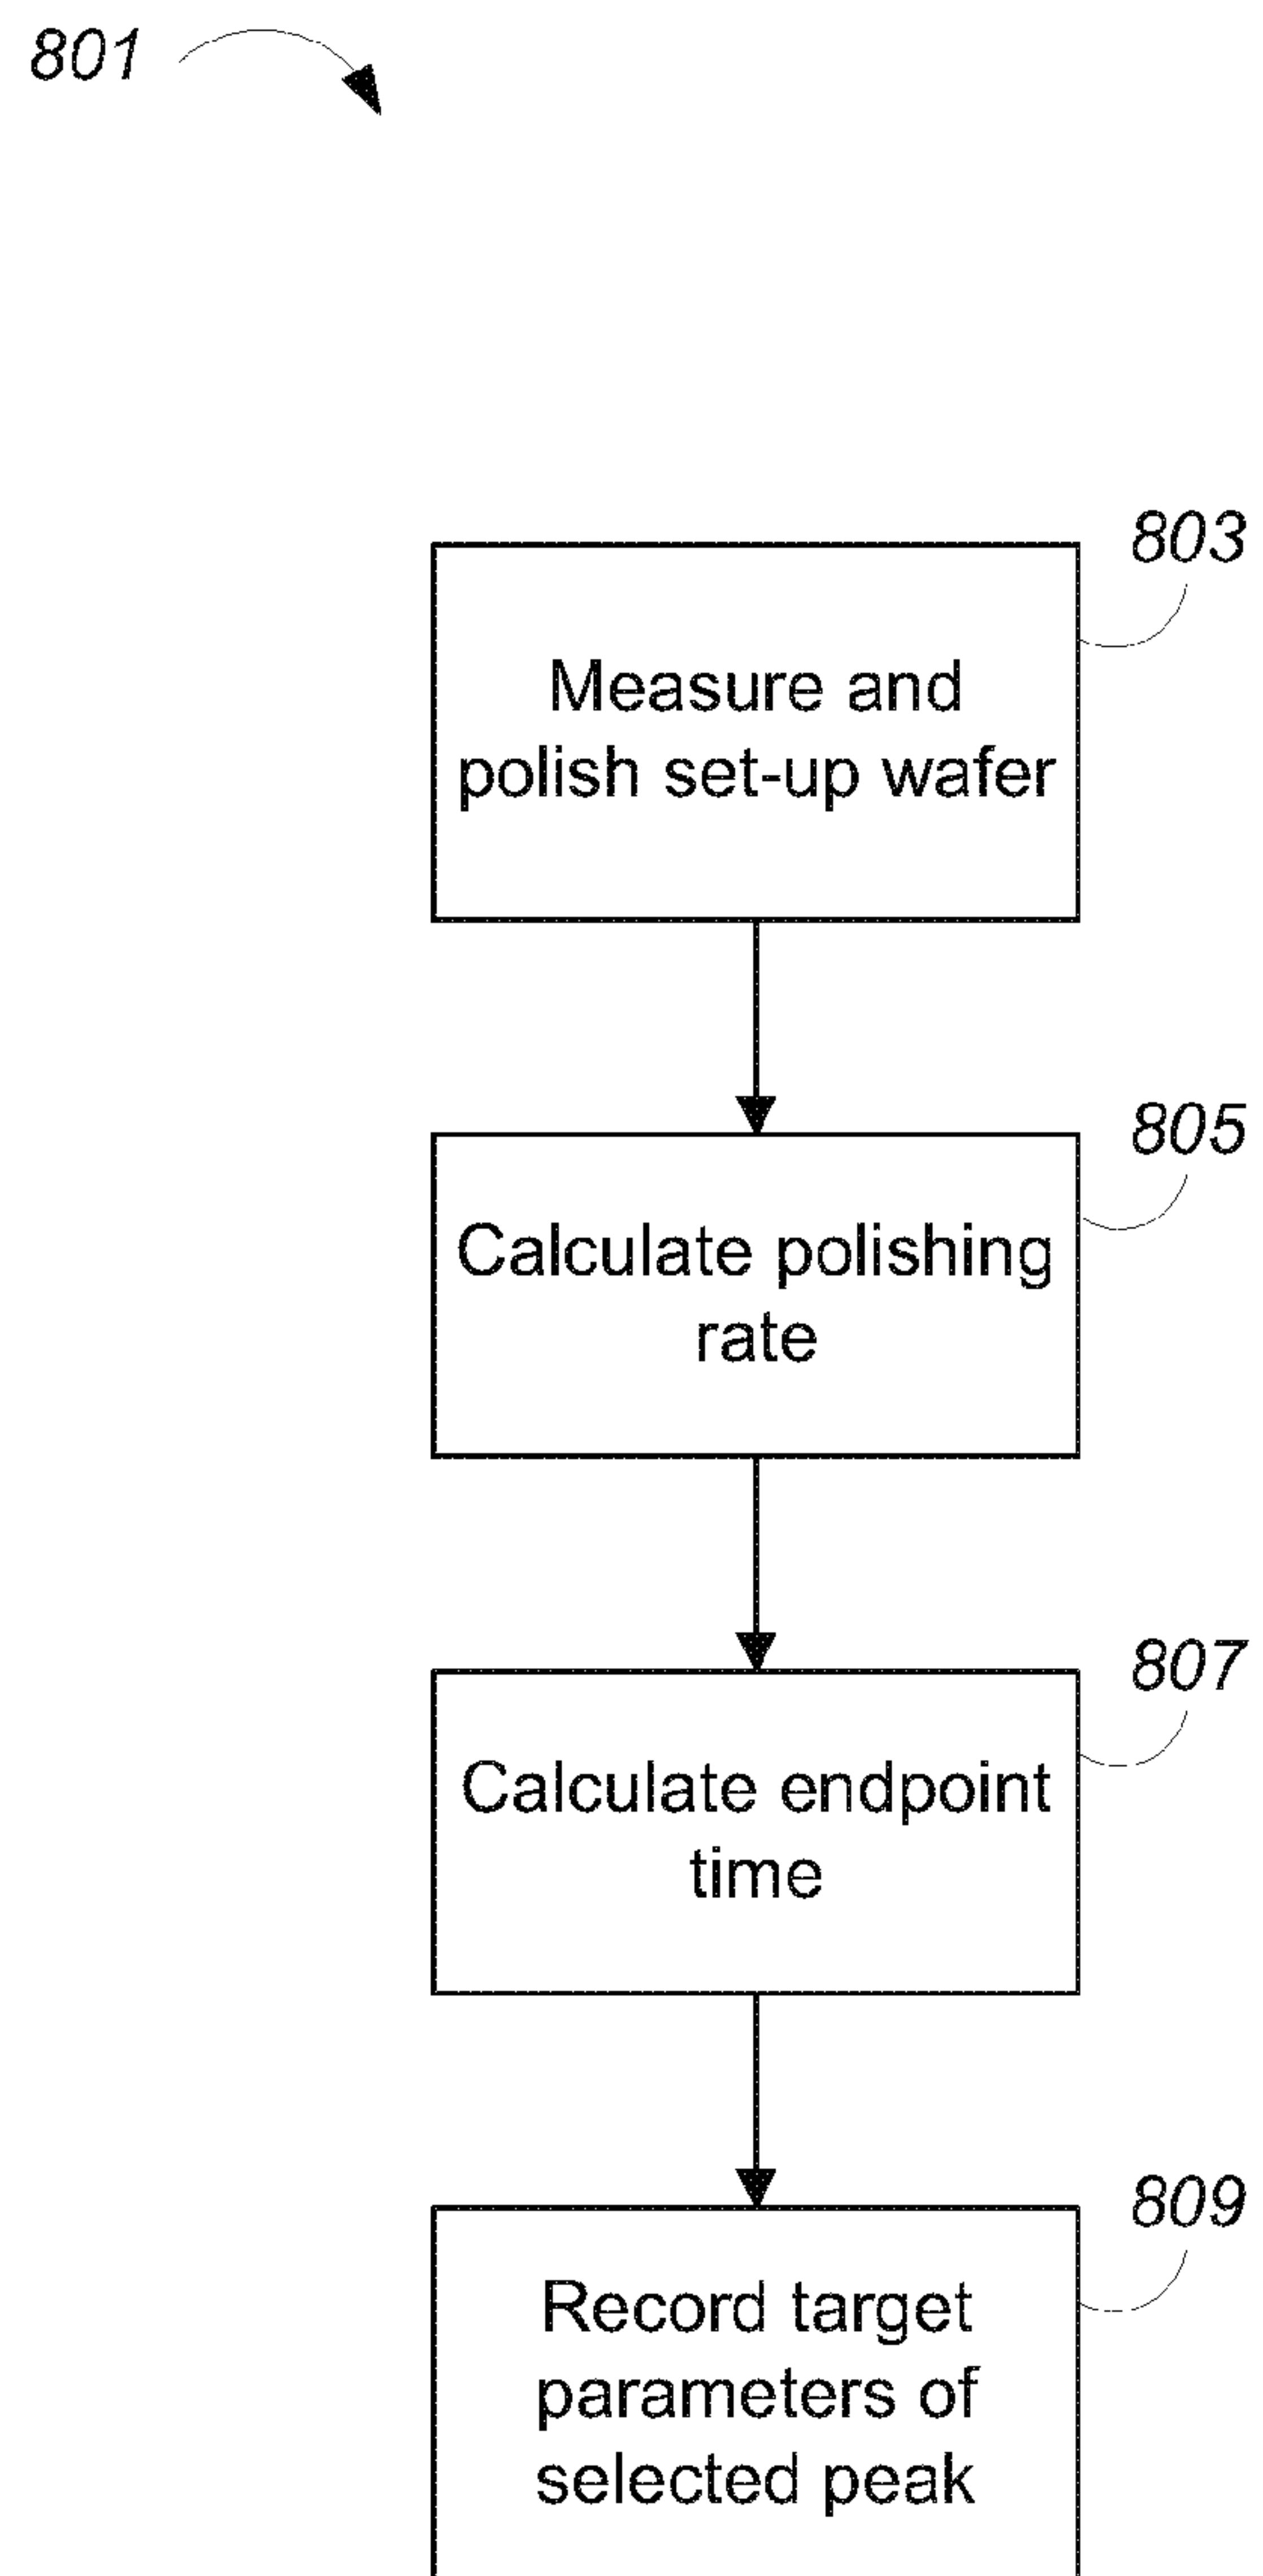 801
803
Measure and
polish set-up wafer
805
Calculate polishing
rate
807
Calculate endpoint
time
809
Record target
parameters of
selected peak